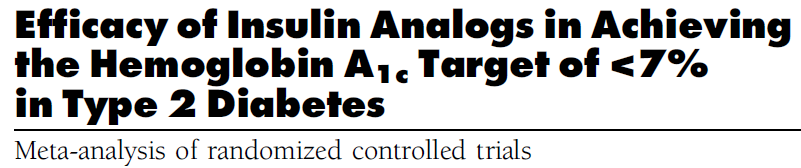 Efficacy of Insulin Analogs in Achieving
the Hemoglobin A1c Target of <7%
in Type 2 Diabetes
Meta-analysis of randomized controlled trials